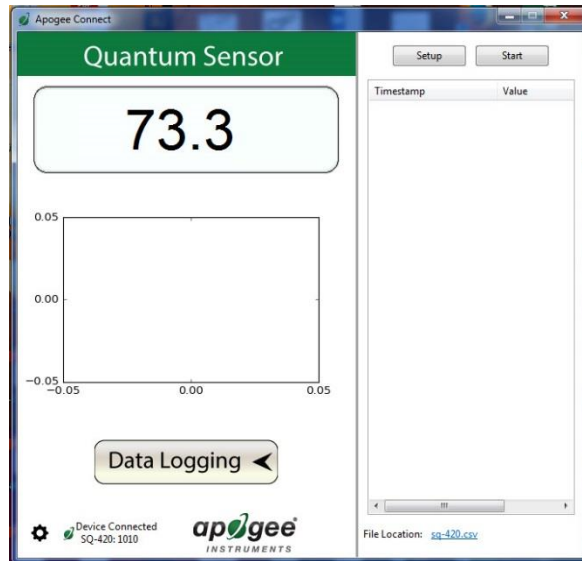 Apogee Connect
Quantum Sensor
73.3
0.05
0.00
−0.05
−0.05 0.00 0.05
Data Logging
Device Connected
SQ-420: 1010
apogee
INSTRUMENTS
Setup Start
Timestamp Value
File Location: sq-420.csv